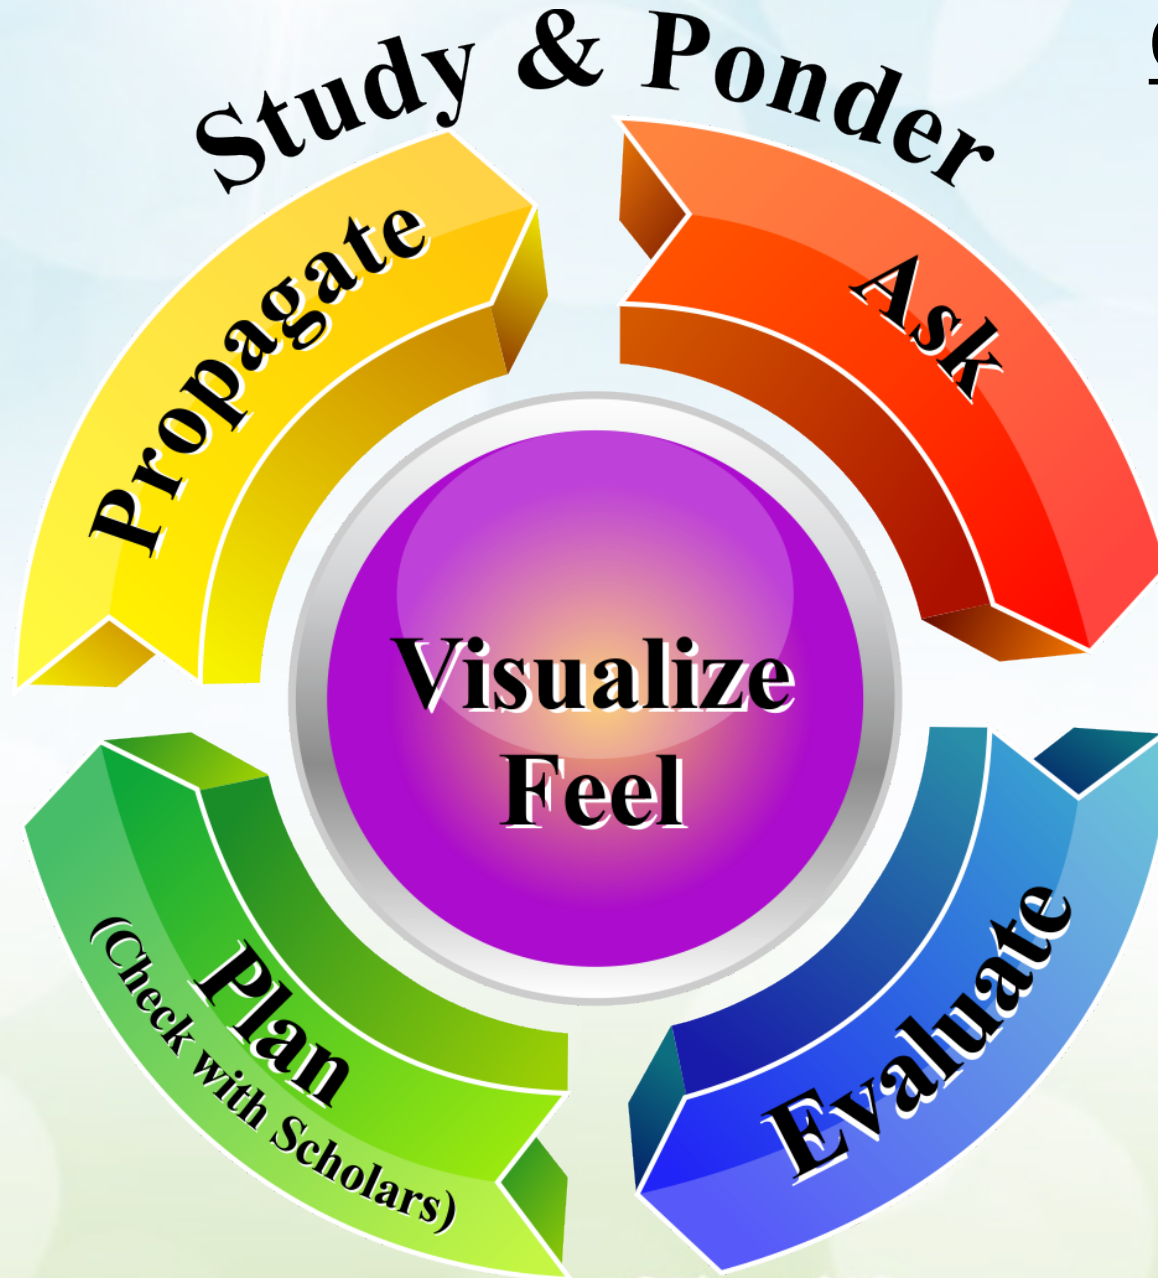 Study & Ponder
Propagate
Ask
Visualize
Feel
Plan
(Check with Scholars)
Evaluate